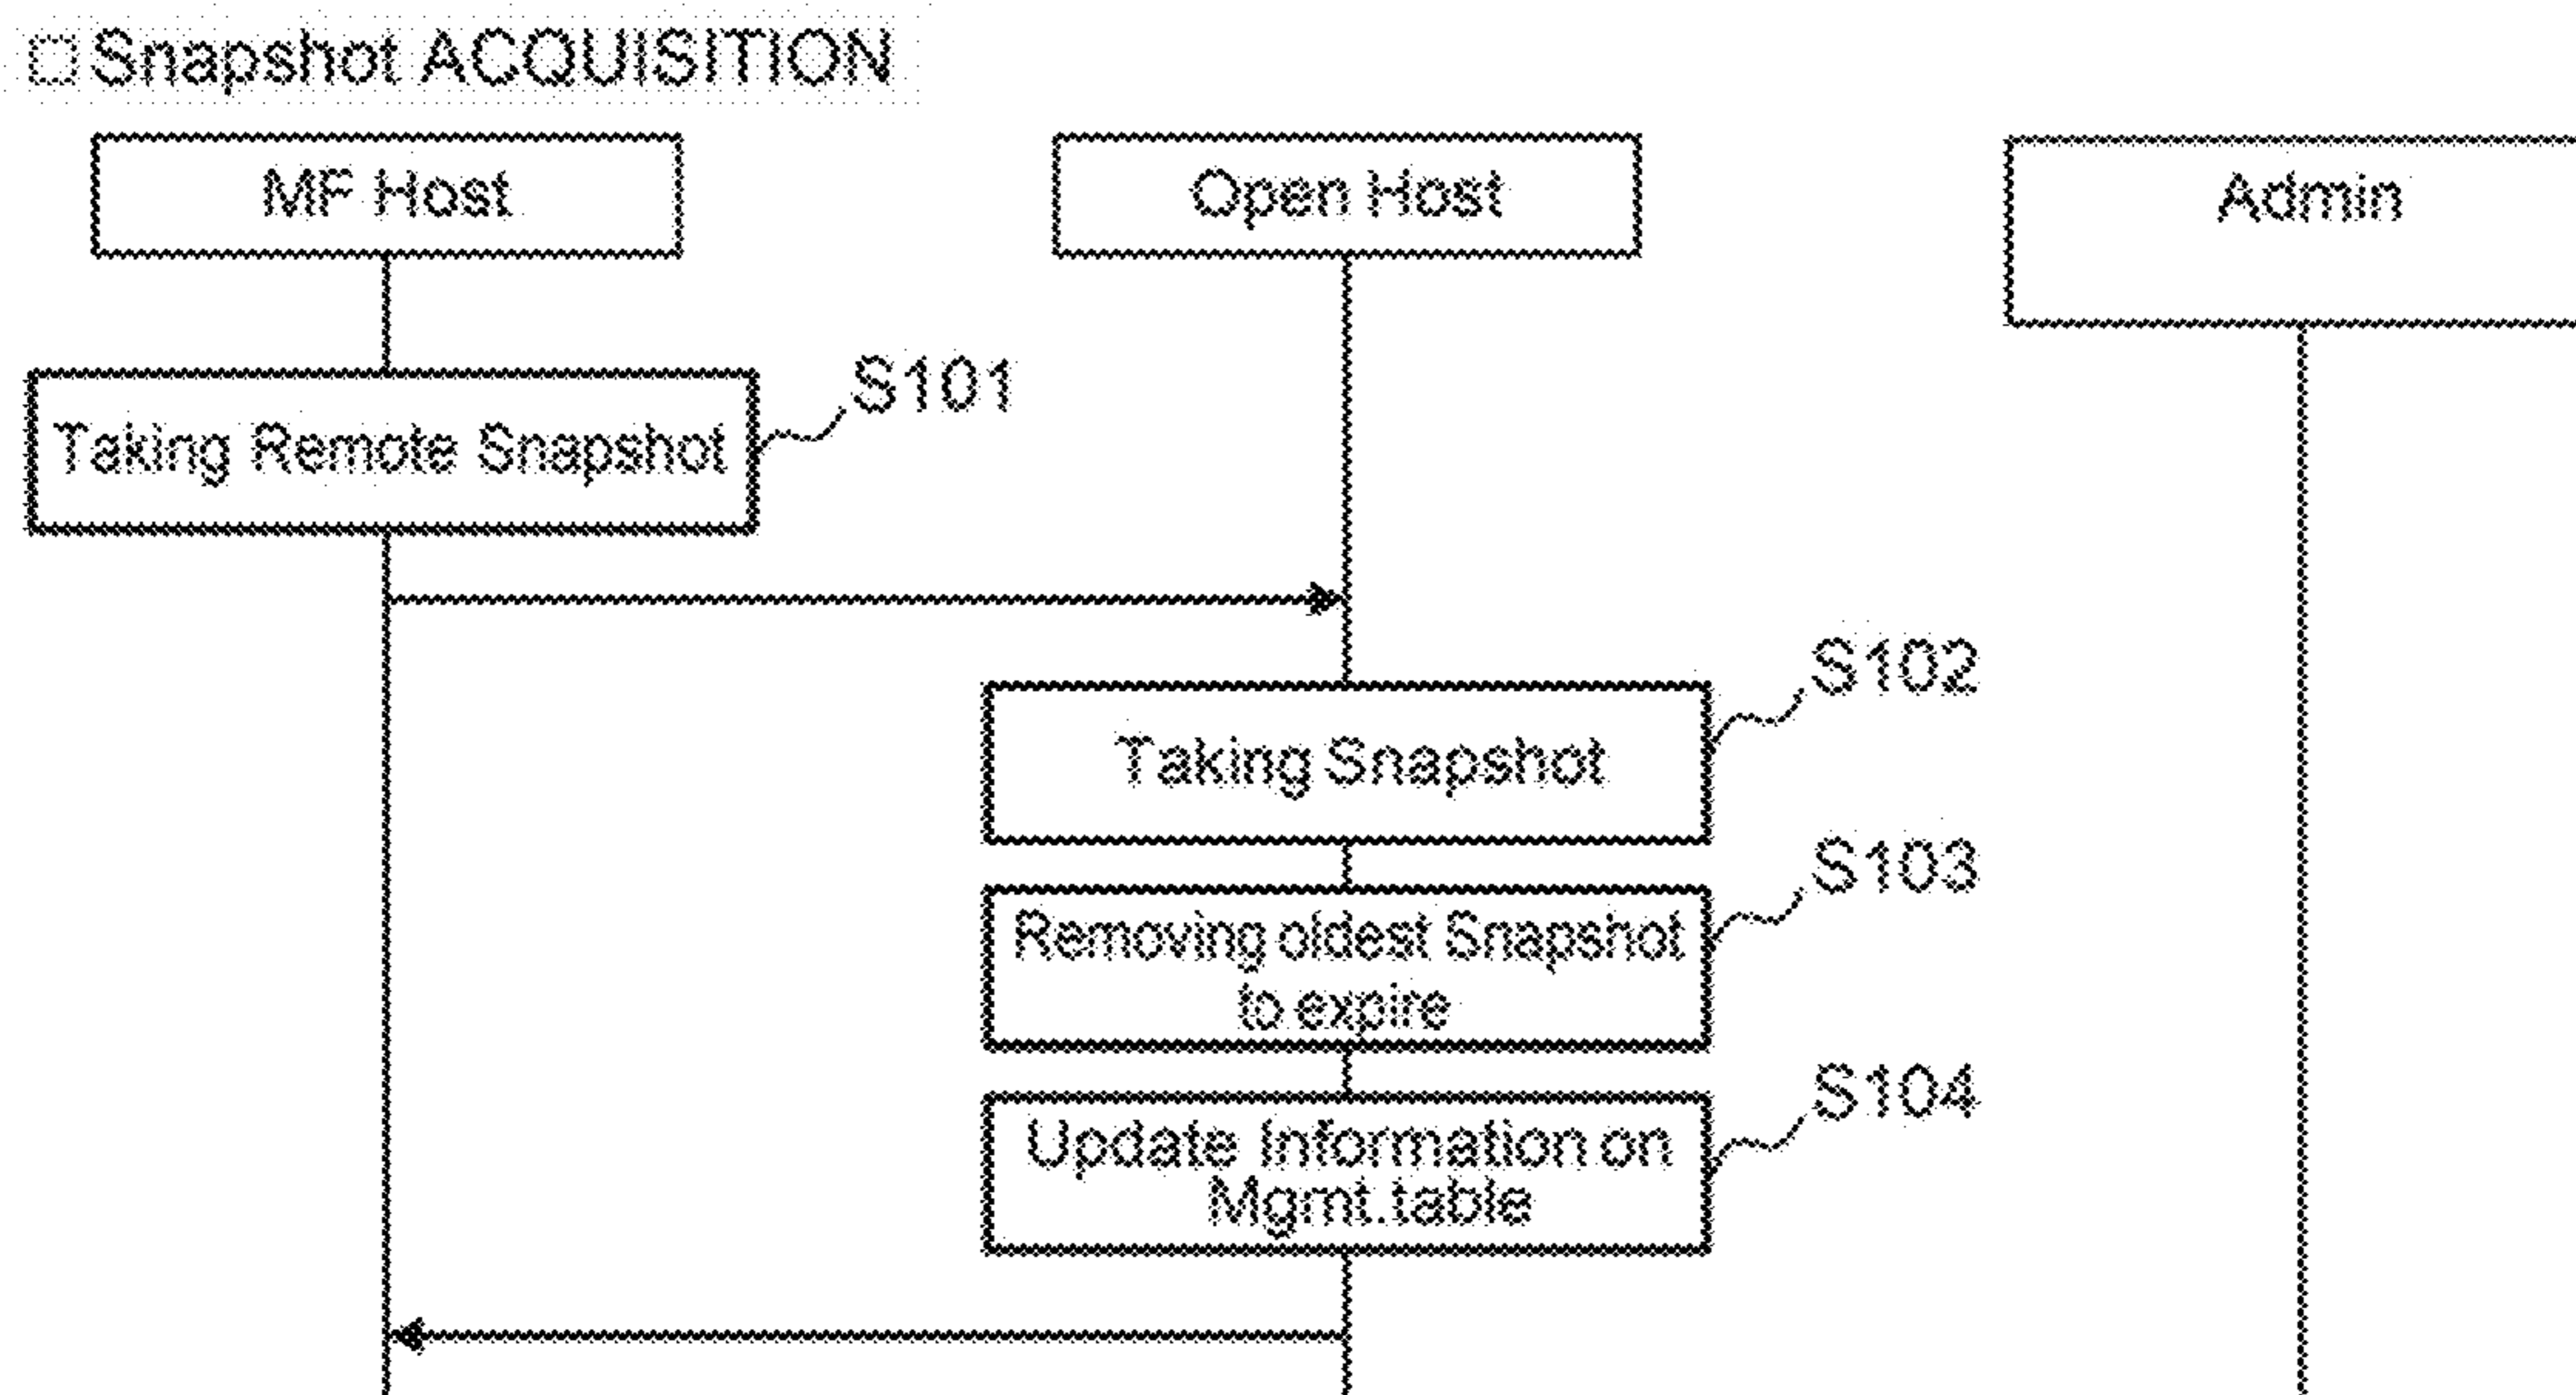 □ Snapshot ACQUISITION
MF Host
Open Host
Admin
Taking Remote Snapshot
S101
Taking Snapshot
S102
Removing oldest Snapshot
to expire
S103
Update Information on
Mgmt.table
S104